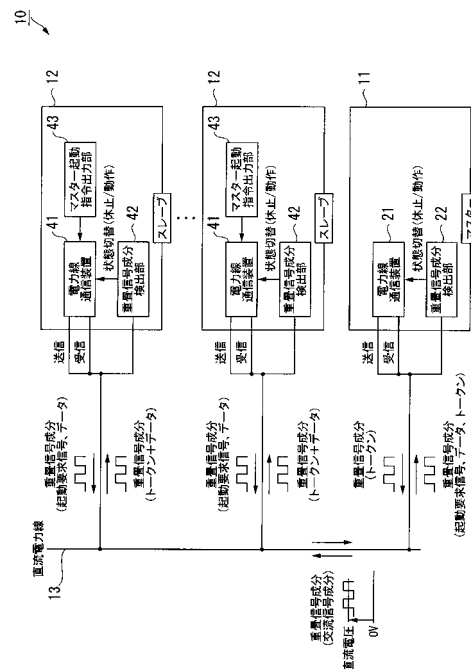 10
12
43
マスター起動
指令出力部
41
電力線
通信装置
状態切替(休止/動作)
42
重畳信号成分
検出部
スレーブ
送信
受信
重畳信号成分
(起動要求信号、データ)
重畳信号成分
(トークン+データ)
12
43
マスター起動
指令出力部
41
電力線
通信装置
状態切替(休止/動作)
42
重畳信号成分
検出部
スレーブ
送信
受信
重畳信号成分
(起動要求信号、データ)
重畳信号成分
(トークン+データ)
11
21
電力線
通信装置
状態切替(休止/動作)
22
重畳信号成分
検出部
マスター
送信
受信
重畳信号成分
(トークン)
重畳信号成分
(起動要求信号、データ、トークン)
直流電力線
13
重畳信号成分
(交流信号成分)
直流電圧
0V